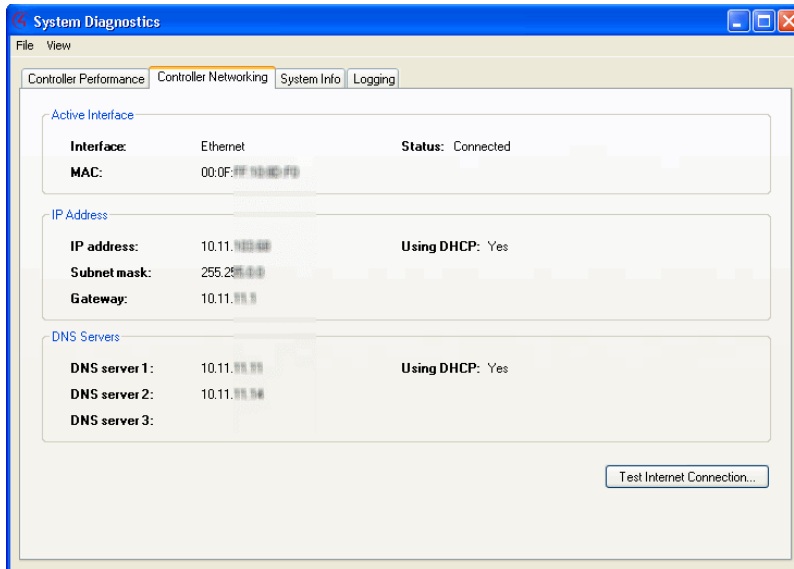 System Diagnostics
File View
Controller Performance Controller Networking System Info Logging
Active Interface
Interface: Ethernet Status: Connected
MAC: 00:0F:
IP Address
IP address: 10.11. Using DHCP: Yes
Subnet mask: 255.25
Gateway: 10.11.
DNS Servers
DNS server 1: 10.11. Using DHCP: Yes
DNS server 2: 10.11.
DNS server 3:
Test Internet Connection...